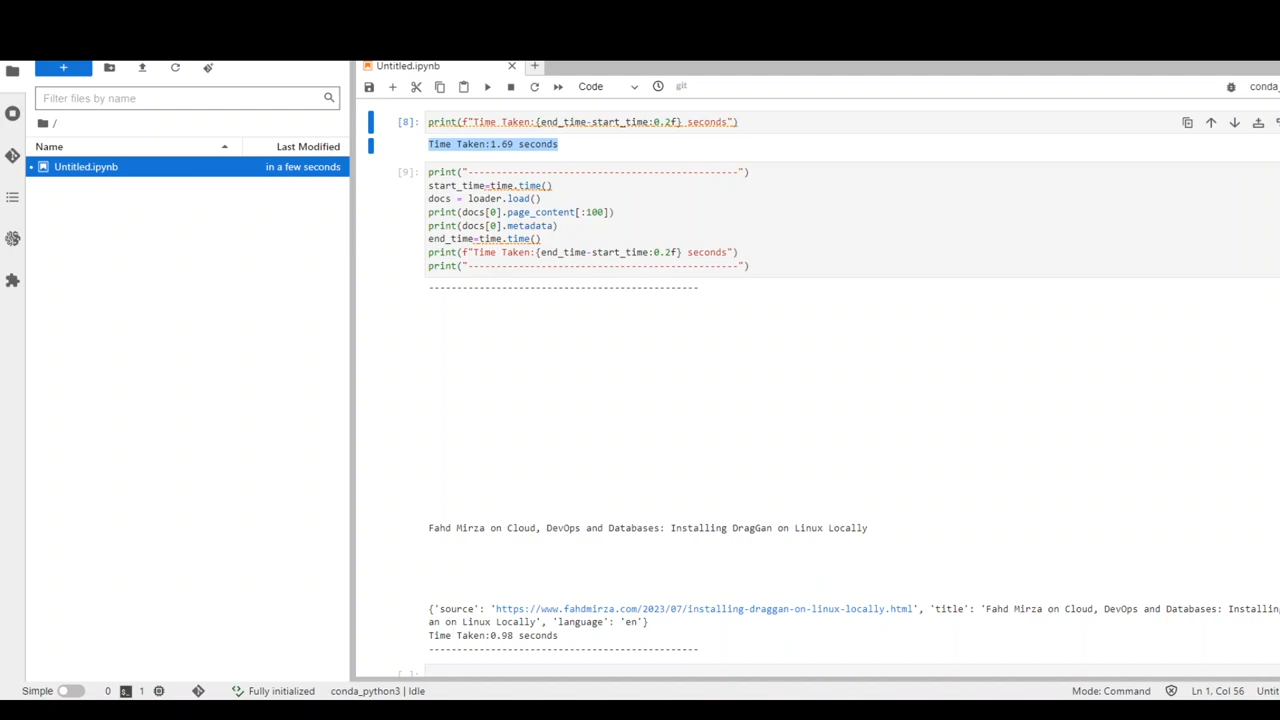 Untitled.ipynb
Code
git
conda_
Filter files by name
/
Name
Last Modified
Untitled.ipynb
in a few seconds
[8]:
print(f"Time Taken:{end_time-start_time:0.2f} seconds")
Time Taken:1.69 seconds
[9]:
print("--------------------------------------------")
start_time=time.time()
docs = loader.load()
print(docs[0].page_content[:100])
print(docs[0].metadata)
end_time=time.time()
print(f"Time Taken:{end_time-start_time:0.2f} seconds")
print("--------------------------------------------")
--------------------------------------------
Fahd Mirza on Cloud, DevOps and Databases: Installing DragGan on Linux Locally
{'source': 'https://www.fahdmirza.com/2023/07/installing-draggan-on-linux-locally.html', 'title': 'Fahd Mirza on Cloud, DevOps and Databases: Installing
an on Linux Locally', 'language': 'en'}
Time Taken:0.98 seconds
--------------------------------------------
[ ]:
Simple
0
1
Fully initialized
conda_python3 | Idle
Mode: Command
Ln 1, Col 56
Untit